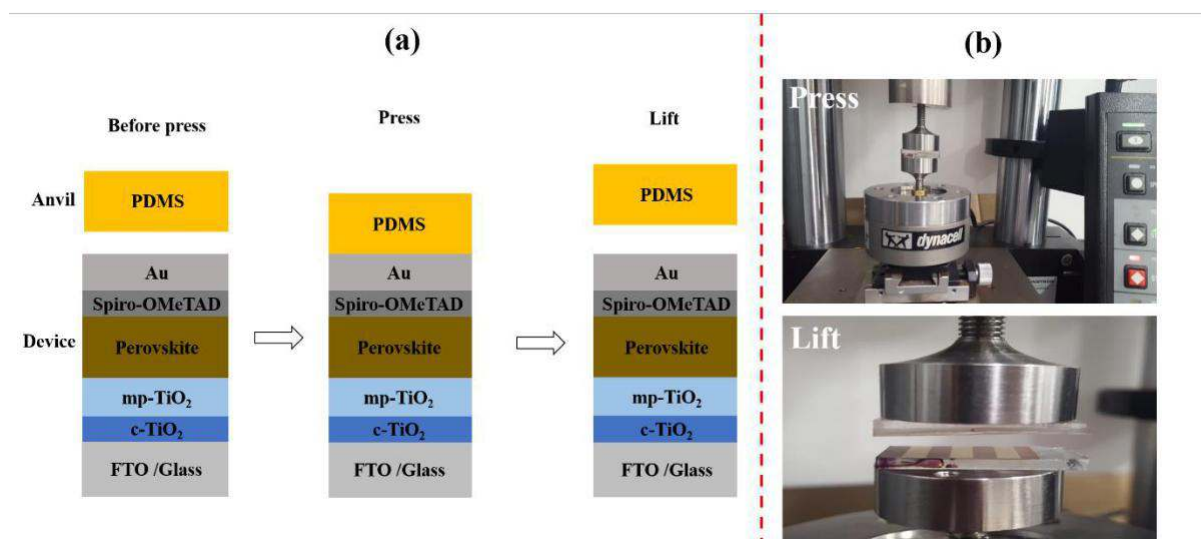 (a)
Before press
Press
Lift
Anvil
PDMS
PDMS
PDMS
Device
Au
Spiro-OMeTAD
Perovskite
mp-TiO₂
c-TiO₂
FTO /Glass
Au
Spiro-OMeTAD
Perovskite
mp-TiO₂
c-TiO₂
FTO /Glass
Au
Spiro-OMeTAD
Perovskite
mp-TiO₂
c-TiO₂
FTO /Glass
(b)
Press
dynacell
Lift